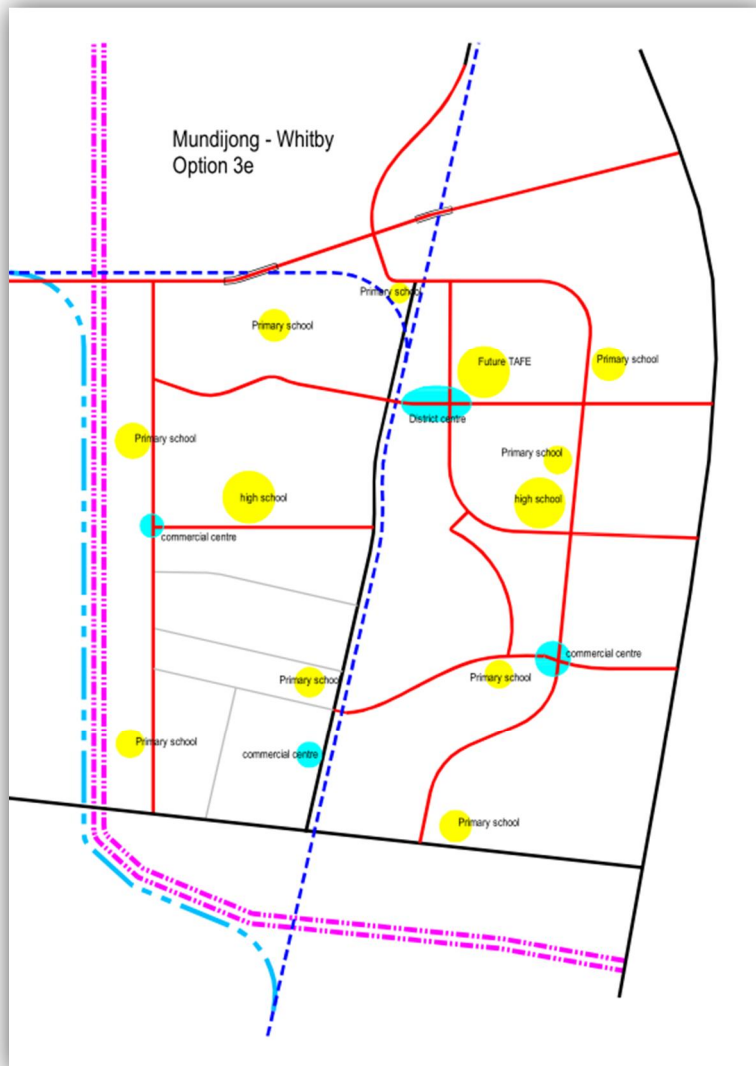 Mundijong - Whitby
Option 3e
Primary school
Primary school
Future TAFE
Primary school
District centre
Primary school
Primary school
high school
high school
commercial centre
commercial centre
Primary school
Primary school
Primary school
commercial centre
Primary school